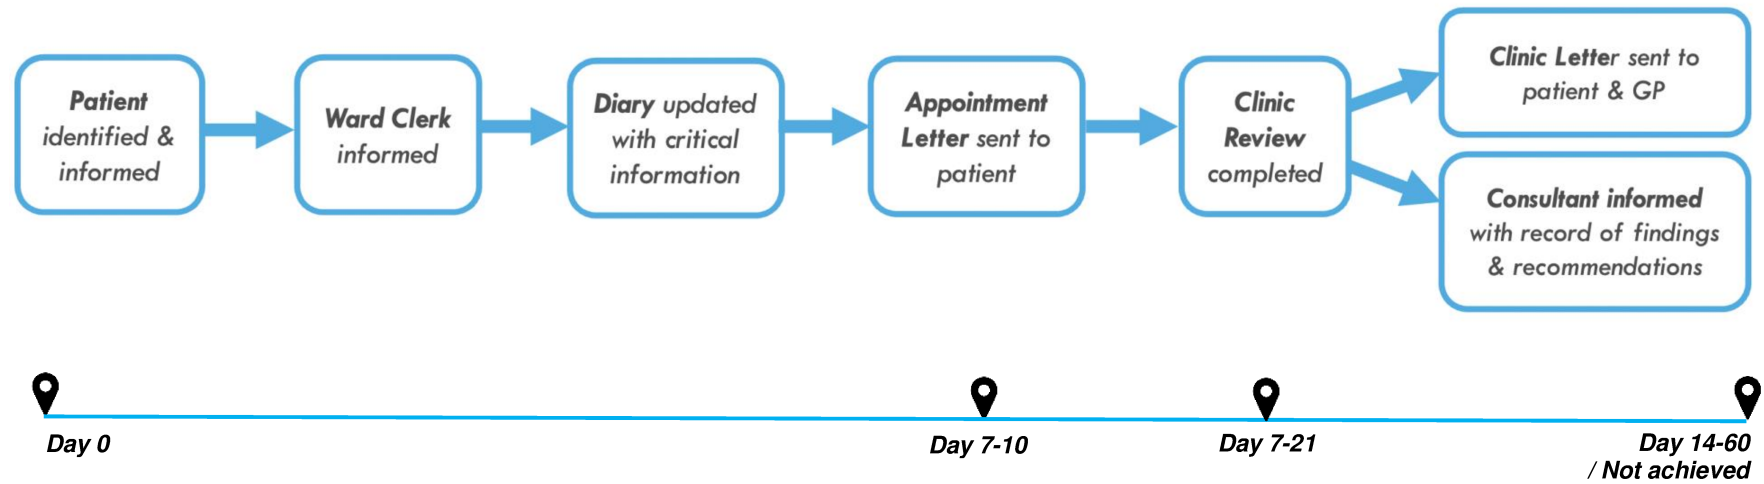 Patient
identified &
informed
Ward Clerk
informed
Diary updated
with critical
information
Appointment
Letter sent to
patient
Clinic
Review
completed
Clinic Letter sent to
patient & GP
Consultant informed
with record of findings
& recommendations
Day 0
Day 7-10
Day 7-21
Day 14-60
/ Not achieved